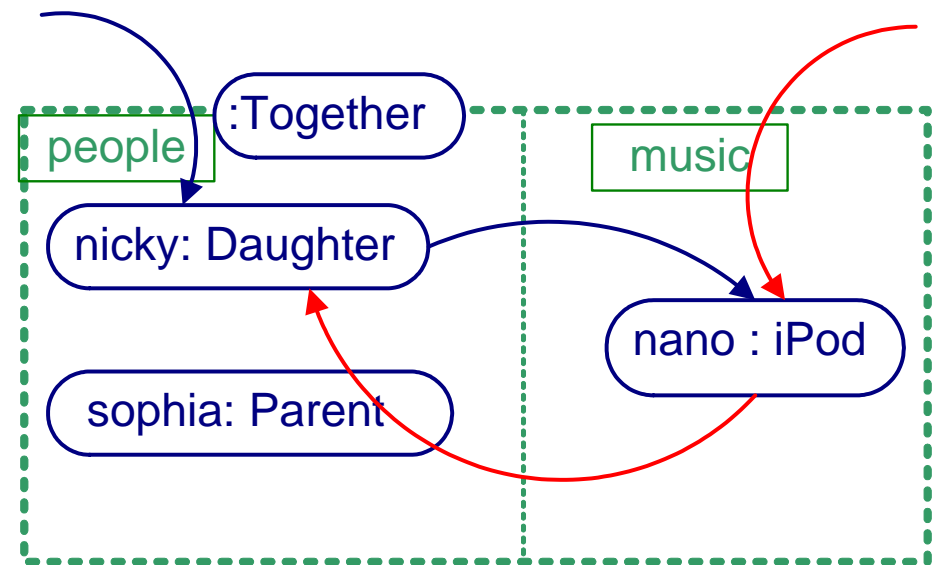 :Together
people
music
nicky: Daughter
nano : iPod
sophia: Parent